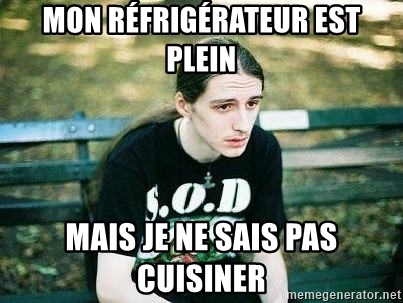 MON RÉFRIGÉRATEUR EST
PLEIN
S.O.D
MAIS JE NE SAIS PAS
CUISINER
memegenerator.net